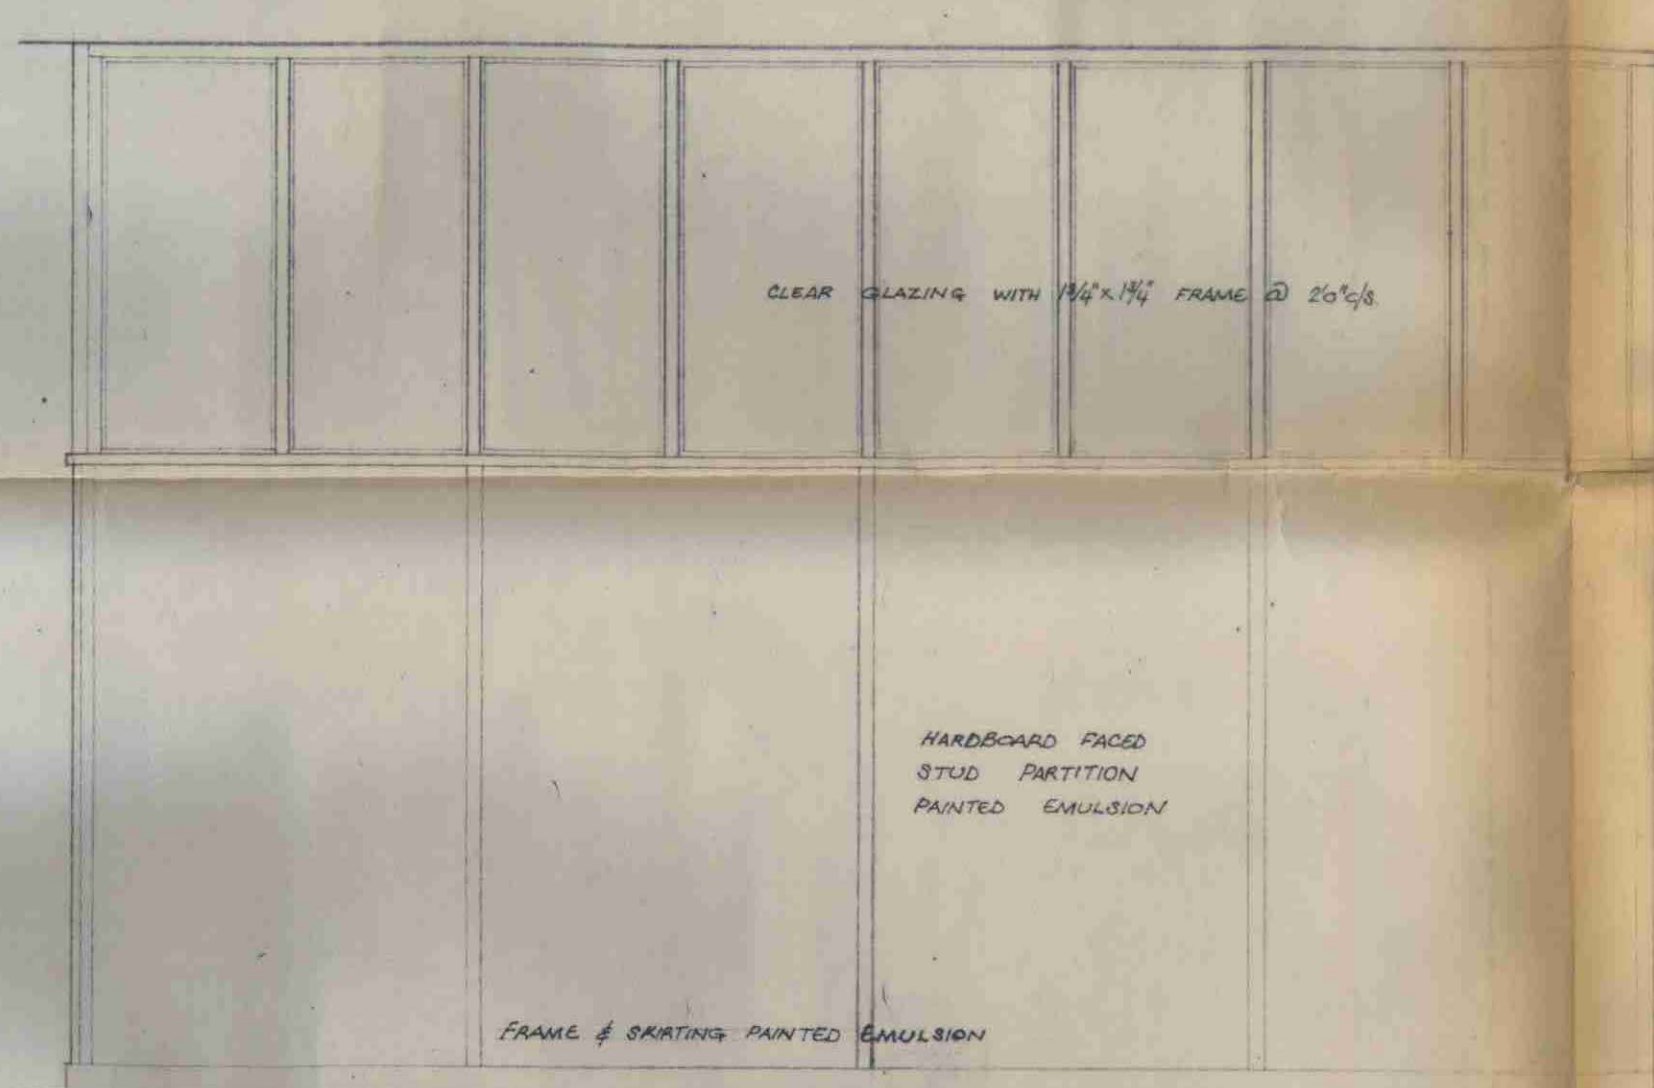 CLEAR GLAZING WITH 1¾"x1¾" FRAME @ 2'0"c/s.
HARDBOARD FACED
STUD PARTITION
PAINTED EMULSION
FRAME & SKIRTING PAINTED EMULSION